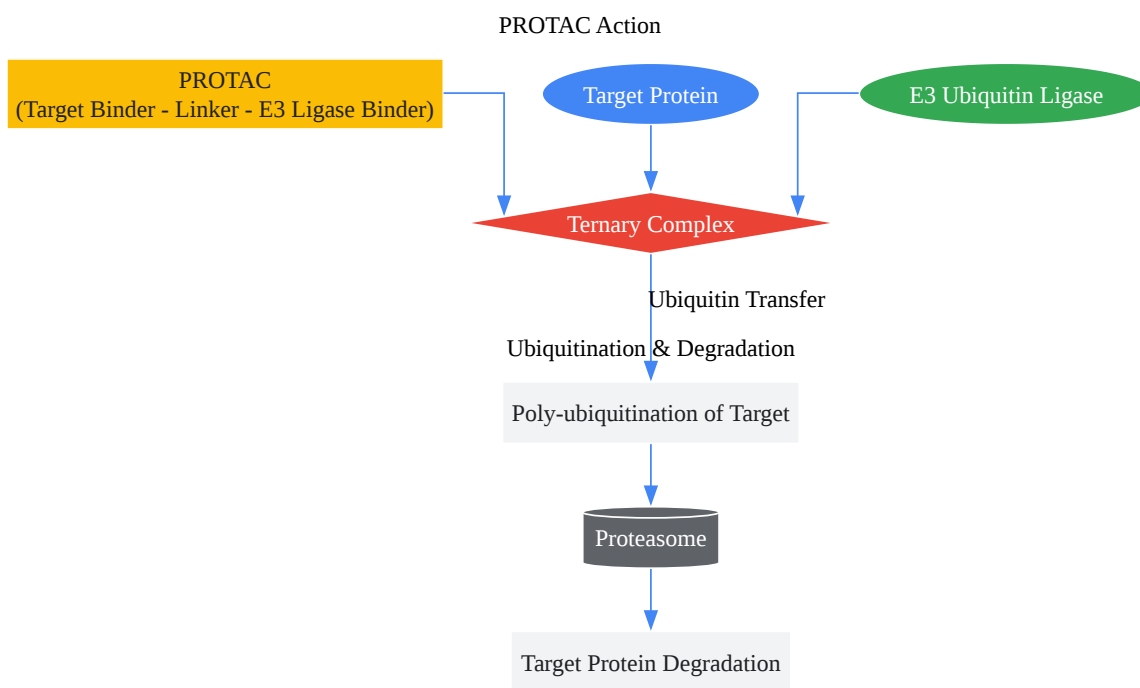 PROTAC Action
PROTAC
(Target Binder - Linker - E3 Ligase Binder)
Target Protein
E3 Ubiquitin Ligase
Ternary Complex
Ubiquitin Transfer
Ubiquitination & Degradation
Poly-ubiquitination of Target
Proteasome
Target Protein Degradation